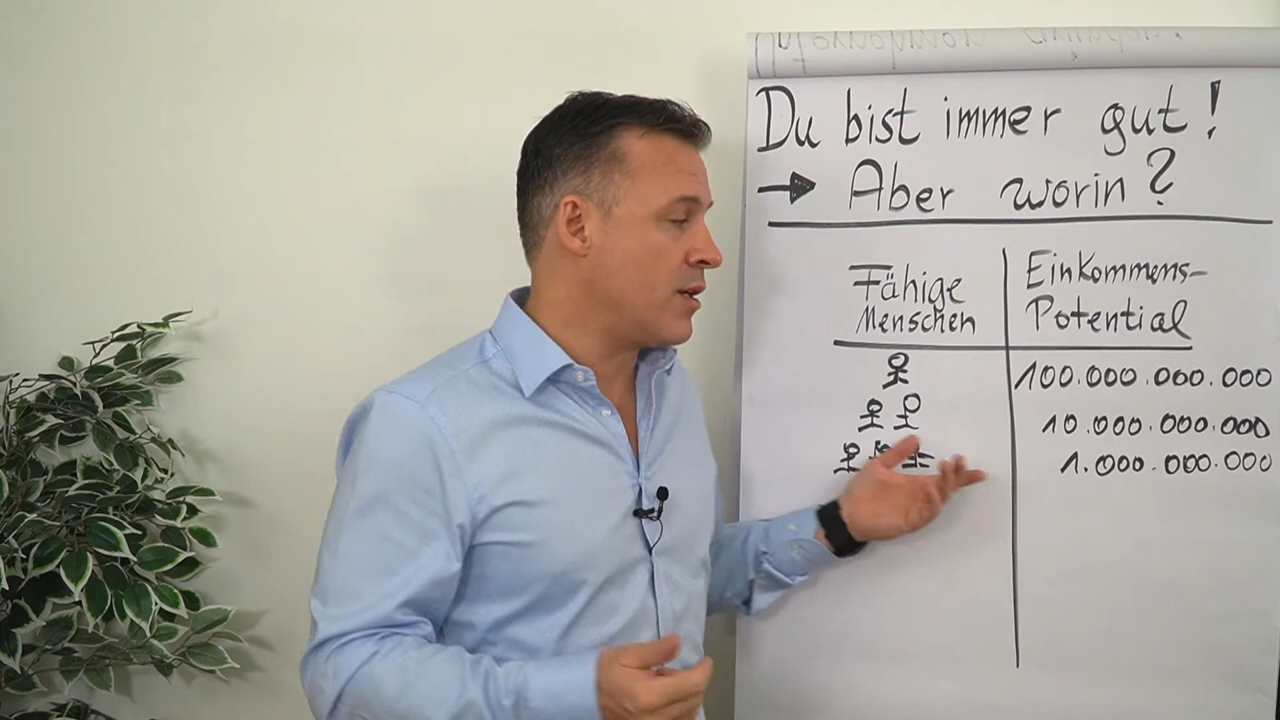 Du bist immer gut!
→ Aber worin?
Fähige
Menschen
Einkommens-
Potential
100.000.000.000
10.000.000.000
1.000.000.000